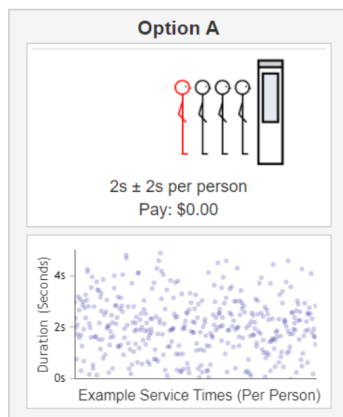 Option A
2s ± 2s per person
Pay: $0.00
Duration (Seconds)
4s
2s
0s
Example Service Times (Per Person)